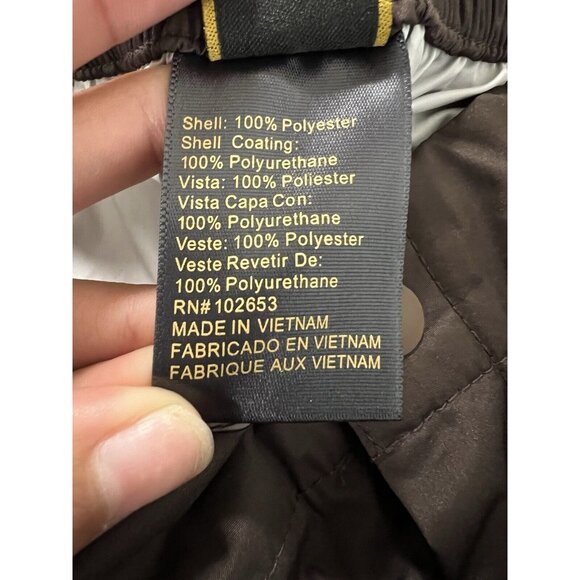 Shell: 100% Polyester
Shell Coating:
100% Polyurethane
Vista: 100% Poliester
Vista Capa Con:
100% Polyurethane
Veste: 100% Polyester
Veste Revetir De:
100% Polyurethane
RN#102653
MADE IN VIETNAM
FABRICADO EN VIETNAM
FABRIQUE AUX VIETNAM